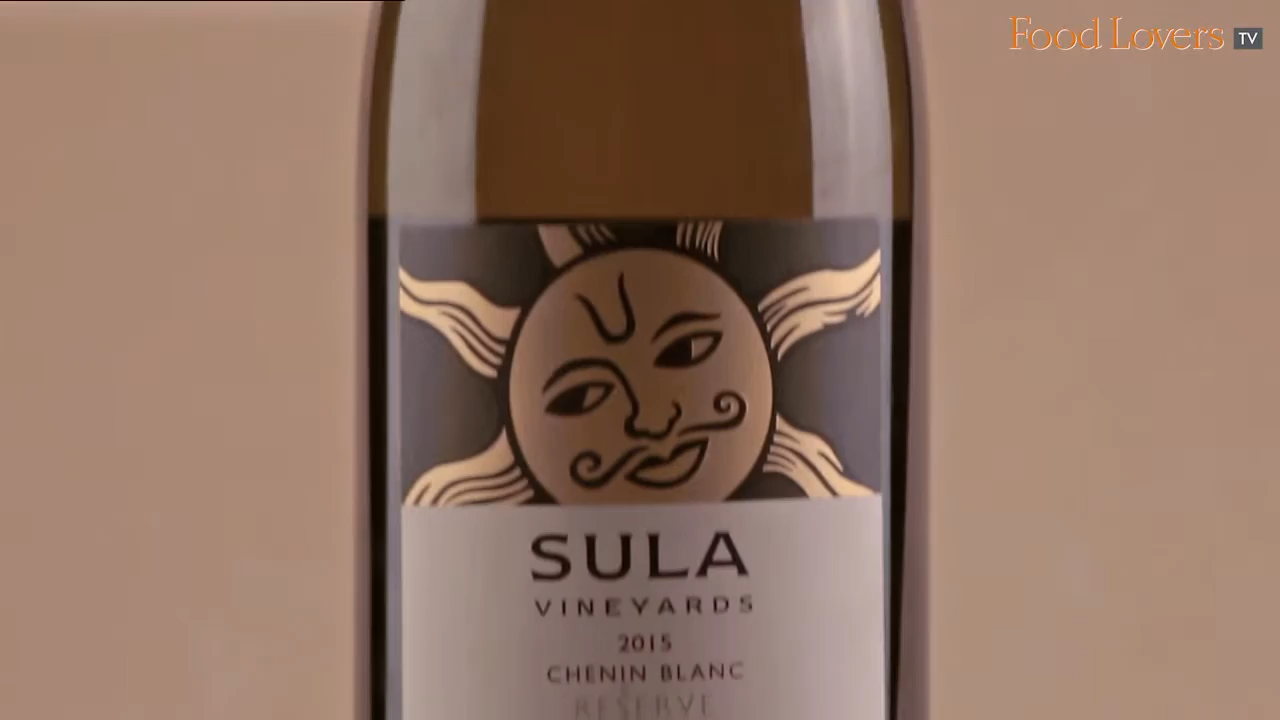 Food Lovers TV
SULA
VINEYARDS
2015
CHENIN BLANC
RESERVE